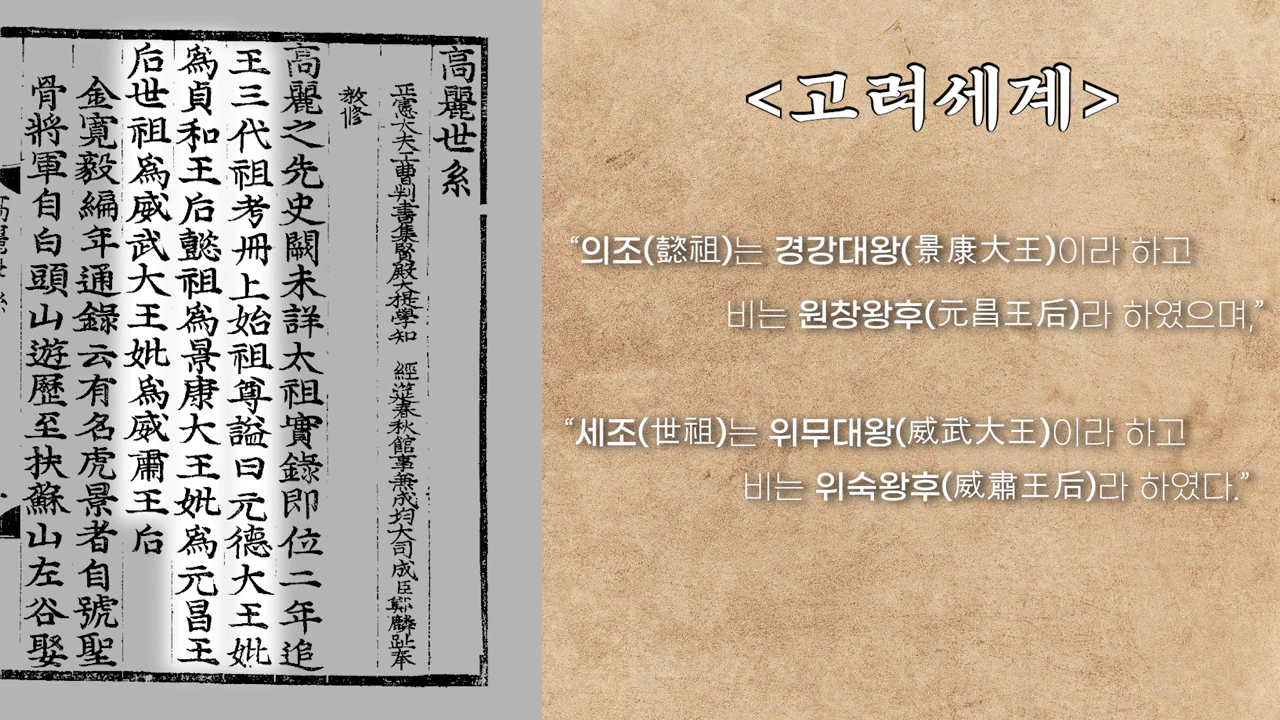 高麗世系
正憲大夫工曹判書集賢殿大提學知 經筵春秋館事兼成均大司成臣鄭麟趾奉
教修
高麗之先史闕未詳太祖實錄即位二年追
王三代祖考冊上始祖尊謚曰元德大王妣
爲貞和王后懿祖爲景康大王妣爲元昌王
后世祖爲威武大王妣爲威肅王后
金寬毅編年通錄云有名虎景者自號聖
骨將軍自白頭山遊歷至扶蘇山左谷娶
<고려세계>
“의조(懿祖)는 경강대왕(景康大王)이라 하고
비는 원창왕후(元昌王后)라 하였으며,”
“세조(世祖)는 위무대왕(威武大王)이라 하고
비는 위숙왕후(威肅王后)라 하였다.”